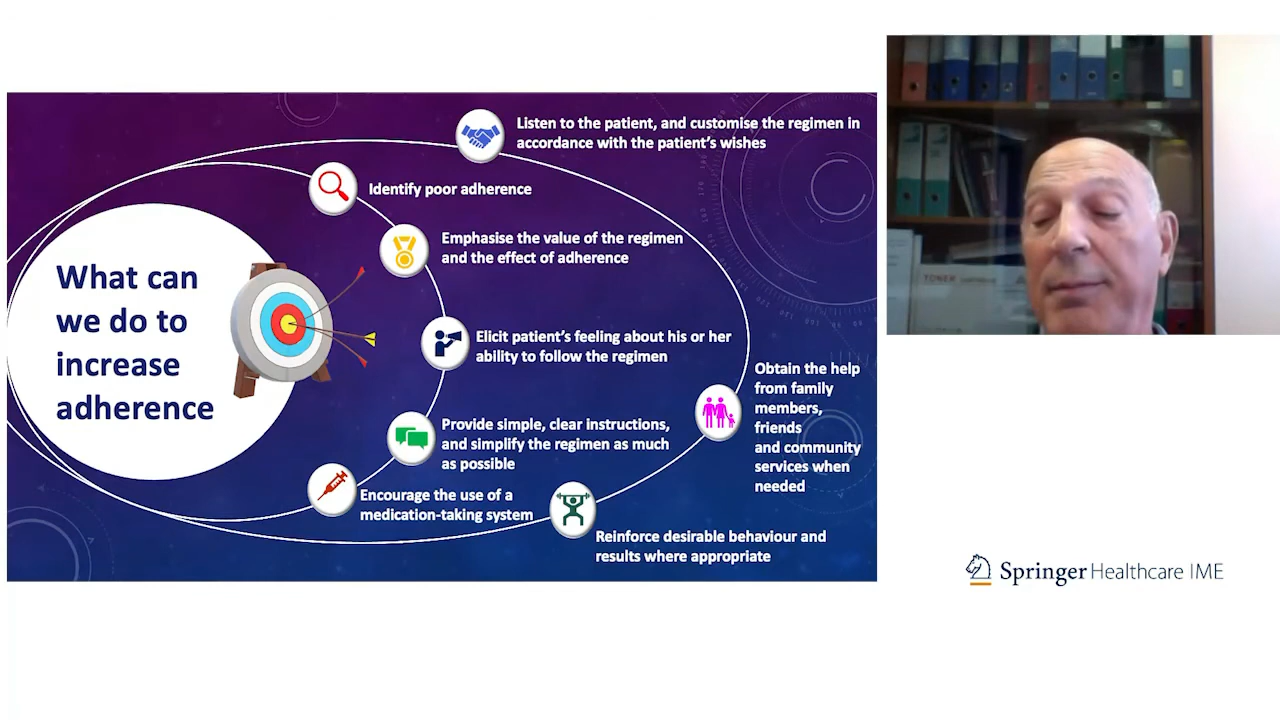 What can
we do to
increase
adherence
Listen to the patient, and customise the regimen in
accordance with the patient's wishes
Identify poor adherence
Emphasise the value of the regimen
and the effect of adherence
Elicit patient's feeling about his or her
ability to follow the regimen
Provide simple, clear instructions,
and simplify the regimen as much
as possible
Encourage the use of a
medication-taking system
Obtain the help
from family
members,
friends
and community
services when
needed
Reinforce desirable behaviour and
results where appropriate
TONER
Springer Healthcare IME